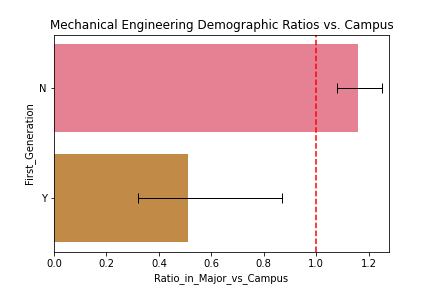 Mechanical Engineering Demographic Ratios vs. Campus
First_Generation
N
Y
0.0 0.2 0.4 0.6 0.8 1.0 1.2
Ratio_in_Major_vs_Campus